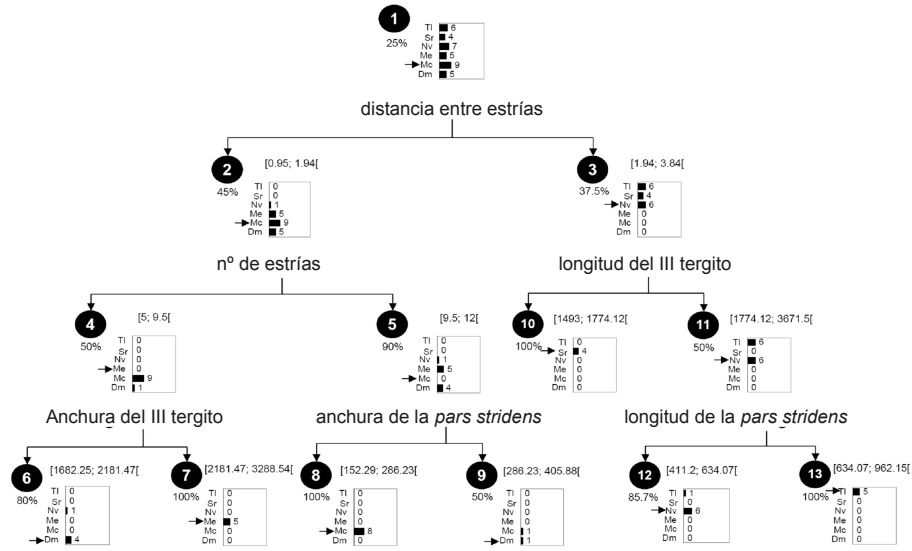 1
25%
Tl 6
Sr 4
Nv 7
Me 5
Mc 9
Dm 5
distancia entre estrías
2
45%
[0.95; 1.94[
Tl 0
Sr 0
Nv 1
Me 5
Mc 9
Dm 5
3
37.5%
[1.94; 3.84[
Tl 6
Sr 4
Nv 6
Me 0
Mc 0
Dm 0
nº de estrías
longitud del III tergito
4
50%
[5; 9.5[
Tl 0
Sr 0
Nv 0
Me 0
Mc 9
Dm 1
5
90%
[9.5; 12[
Tl 0
Sr 0
Nv 1
Me 5
Mc 0
Dm 4
10
100%
[1493; 1774.12[
Tl 0
Sr 4
Nv 0
Me 0
Mc 0
Dm 0
11
50%
[1774.12; 3671.5[
Tl 6
Sr 0
Nv 6
Me 0
Mc 0
Dm 0
Anchura del III tergito
anchura de la pars stridens
longitud de la pars stridens
6
80%
[1682.25; 2181.47[
Tl 0
Sr 0
Nv 1
Me 0
Mc 0
Dm 4
7
100%
[2181.47; 3288.54[
Tl 0
Sr 0
Nv 0
Me 5
Mc 0
Dm 0
8
100%
[152.29; 286.23[
Tl 0
Sr 0
Nv 0
Me 0
Mc 8
Dm 0
9
50%
[286.23; 405.88[
Tl 0
Sr 0
Nv 0
Me 0
Mc 1
Dm 1
12
85.7%
[411.2; 634.07[
Tl 1
Sr 0
Nv 6
Me 0
Mc 0
Dm 0
13
100%
[634.07; 962.15[
Tl 5
Sr 0
Nv 0
Me 0
Mc 0
Dm 0